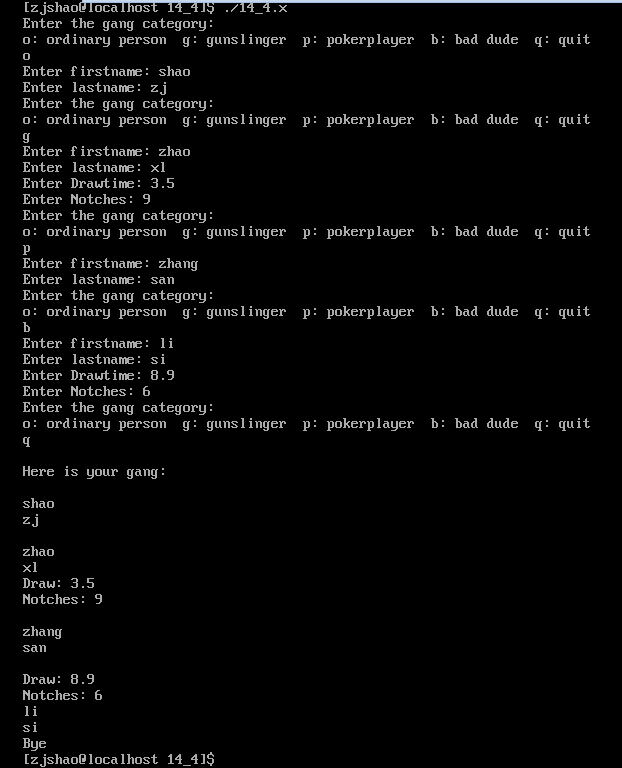 [zjshao@localhost 14_4]$ ./14_4.x
Enter the gang category:
o: ordinary person  g: gunslinger  p: pokerplayer  b: bad dude  q: quit
o
Enter firstname: shao
Enter lastname: zj
Enter the gang category:
o: ordinary person  g: gunslinger  p: pokerplayer  b: bad dude  q: quit
g
Enter firstname: zhao
Enter lastname: xl
Enter Drawtime: 3.5
Enter Notches: 9
Enter the gang category:
o: ordinary person  g: gunslinger  p: pokerplayer  b: bad dude  q: quit
p
Enter firstname: zhang
Enter lastname: san
Enter the gang category:
o: ordinary person  g: gunslinger  p: pokerplayer  b: bad dude  q: quit
b
Enter firstname: li
Enter lastname: si
Enter Drawtime: 8.9
Enter Notches: 6
Enter the gang category:
o: ordinary person  g: gunslinger  p: pokerplayer  b: bad dude  q: quit
q

Here is your gang:

shao
zj

zhao
xl
Draw: 3.5
Notches: 9

zhang
san

Draw: 8.9
Notches: 6
li
si
Bye
[zjshao@localhost 14_4]$